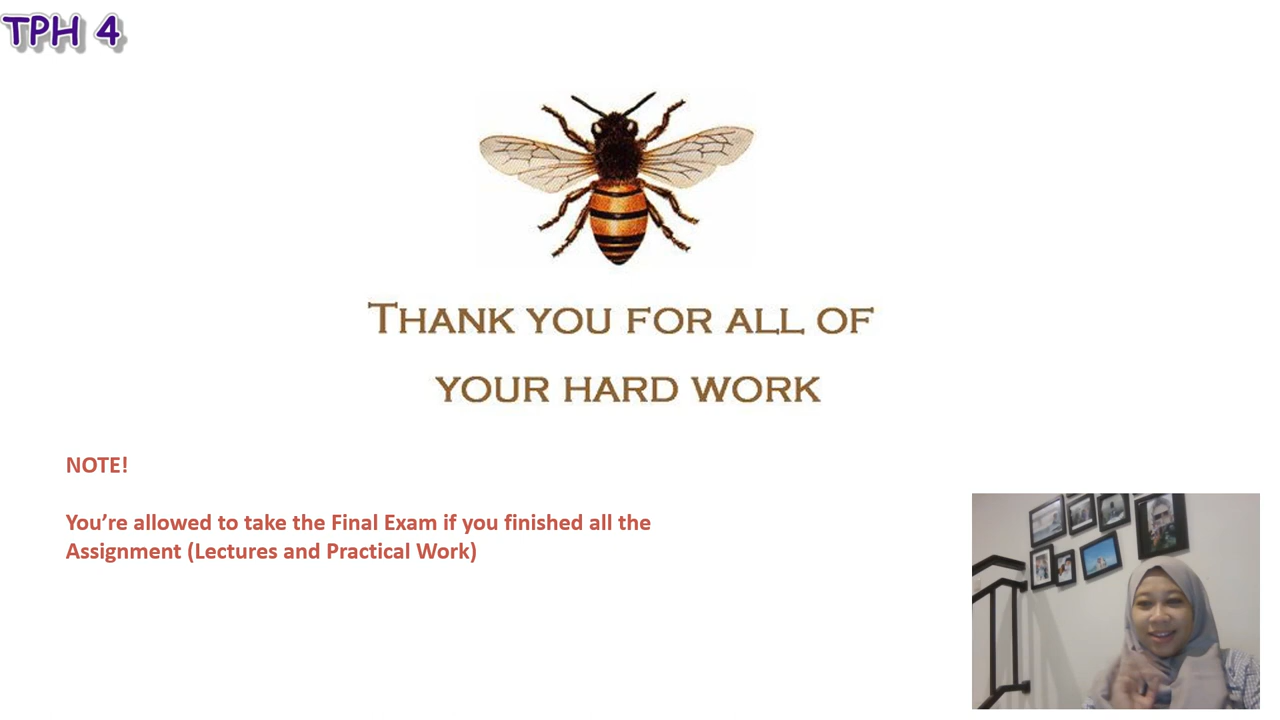 TPH 4
THANK YOU FOR ALL OF
YOUR HARD WORK
NOTE!
You’re allowed to take the Final Exam if you finished all the
Assignment (Lectures and Practical Work)